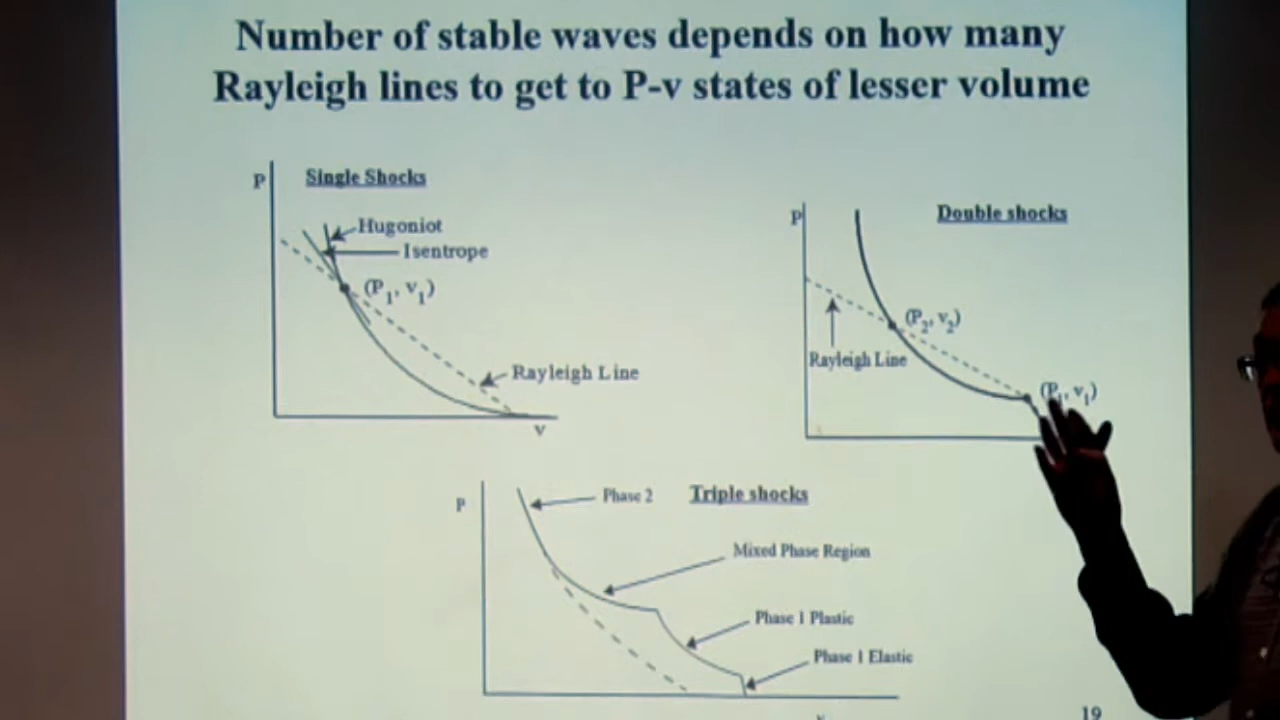 Number of stable waves depends on how many
Rayleigh lines to get to P-v states of lesser volume
P
Single Shocks
Hugoniot
Isentrope
(P1, v1)
Rayleigh Line
v
P
Double shocks
(P2, v2)
Rayleigh Line
(P1, v1)
P
Phase 2
Triple shocks
Mixed Phase Region
Phase 1 Plastic
Phase 1 Elastic
v
19